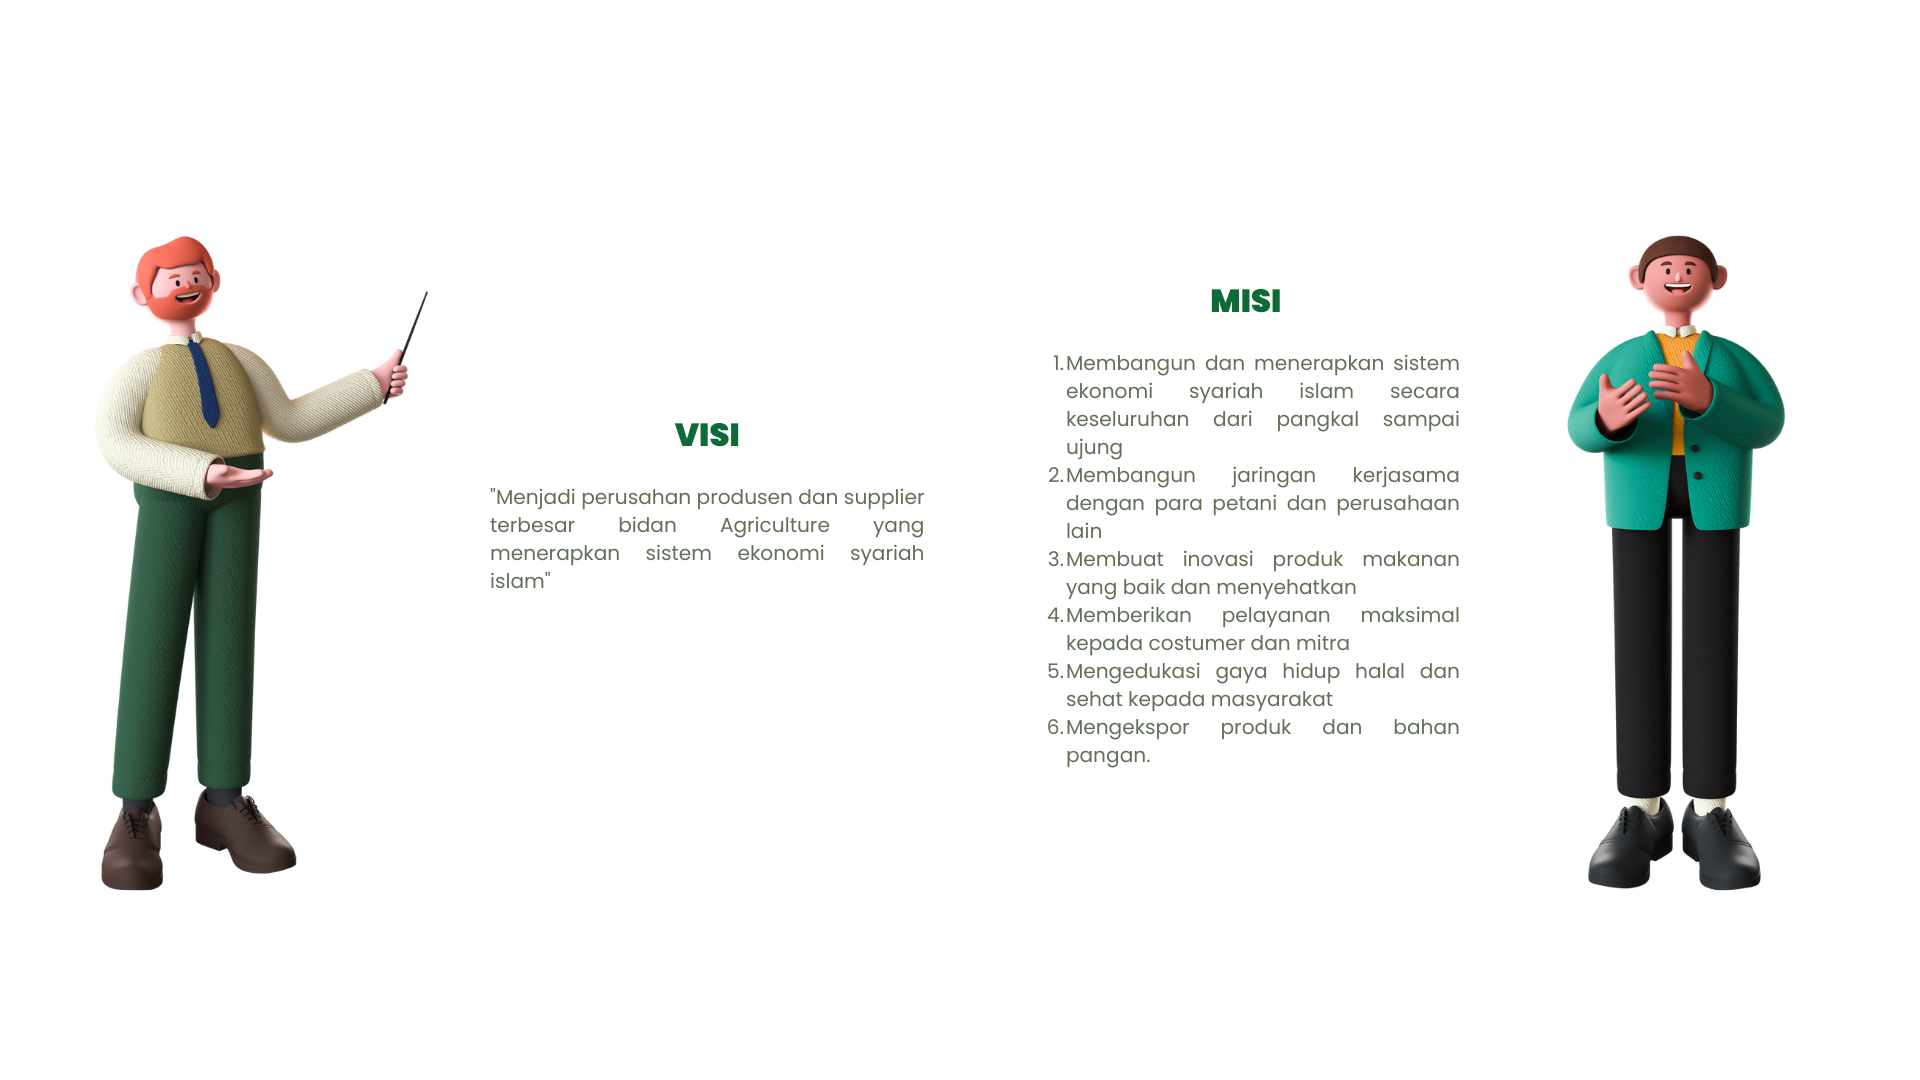 VISI
"Menjadi perusahan produsen dan supplier
terbesar bidan Agriculture yang
menerapkan sistem ekonomi syariah
islam"
MISI
1. Membangun dan menerapkan sistem
ekonomi syariah islam secara
keseluruhan dari pangkal sampai
ujung
2. Membangun jaringan kerjasama
dengan para petani dan perusahaan
lain
3. Membuat inovasi produk makanan
yang baik dan menyehatkan
4. Memberikan pelayanan maksimal
kepada costumer dan mitra
5. Mengedukasi gaya hidup halal dan
sehat kepada masyarakat
6. Mengekspor produk dan bahan
pangan.